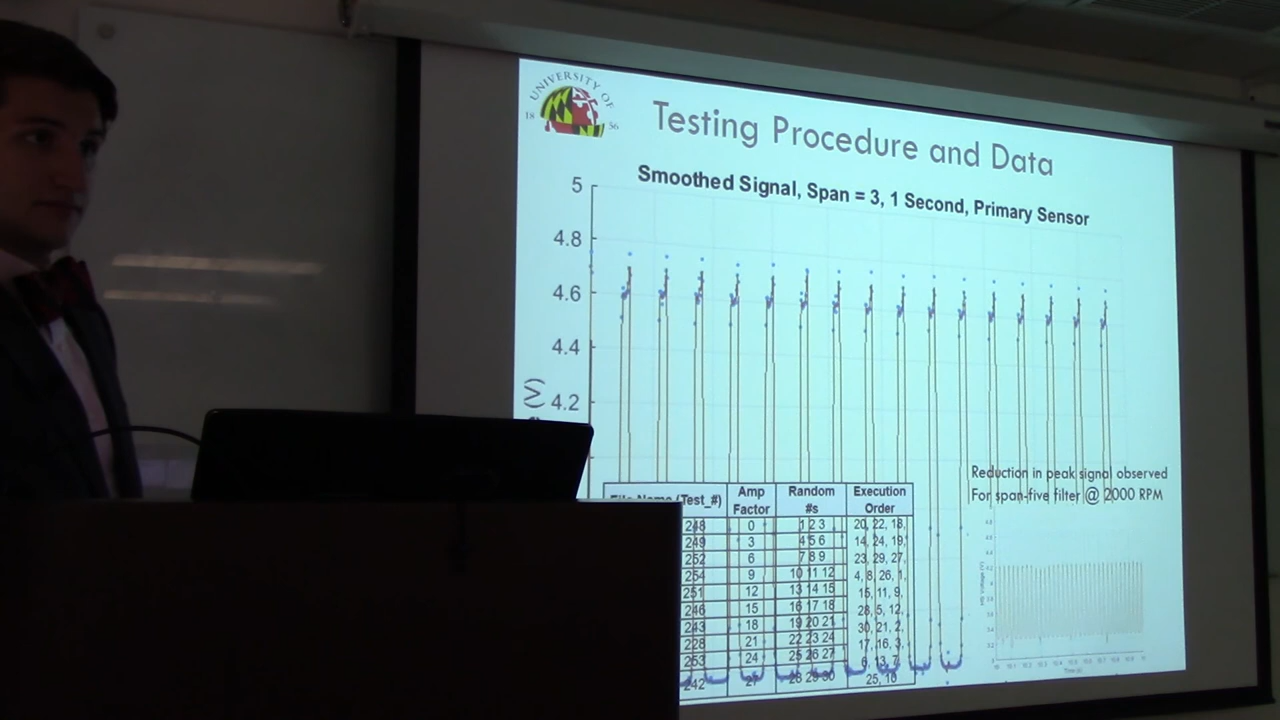 UNIVERSITY OF
18 56
Testing Procedure and Data
Smoothed Signal, Span = 3, 1 Second, Primary Sensor
5
4.8
4.6
4.4
4.2
(V)
Reduction in peak signal observed
For span-five filter @ 2000 RPM
File Name (Test_#) Amp Factor Random #s Execution Order
248 0 1 2 3 20, 22, 18,
249 3 4 5 6 14, 24, 19,
252 6 7 8 9 23, 29, 27,
254 9 10 11 12 4, 8, 26, 1,
251 12 13 14 15 15, 11, 9,
246 15 16 17 18 28, 5, 12,
243 18 19 20 21 30, 21, 2,
228 21 22 23 24 17, 16, 3,
253 24 25 26 27 6, 13, 7,
242 27 28 29 30 25, 10
Time (s)